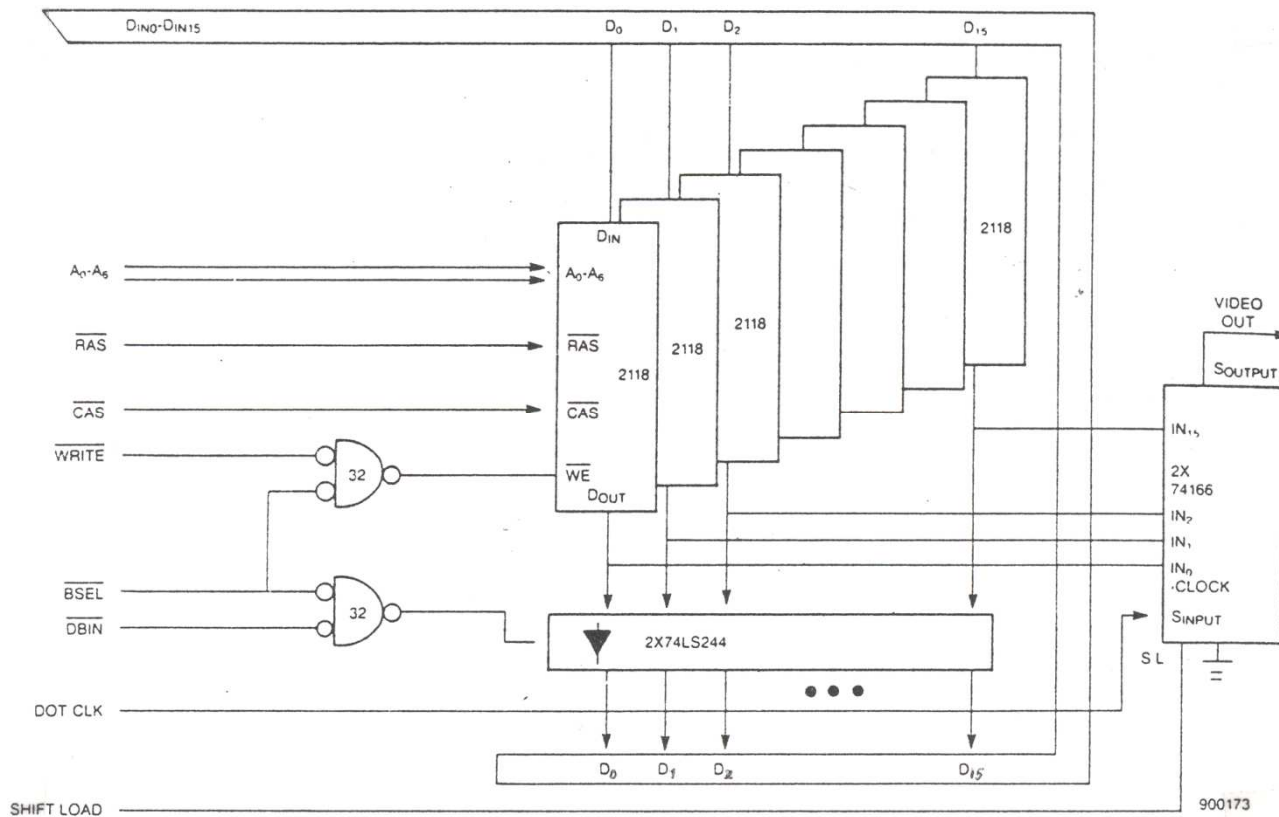 DIN0-DIN15 D0 D1 D2 D15
DIN
A0-A6 A0-A6
RAS RAS
2118 2118 2118 2118
CAS CAS
WRITE 32 WE
DOUT
BSEL
DBIN 32
2X74LS244
VIDEO
OUT
SOUTPUT
IN15
2X
74166
IN2
IN1
IN0
-CLOCK
SINPUT
S L
DOT CLK
D0 D1 D2 D15
SHIFT LOAD
900173